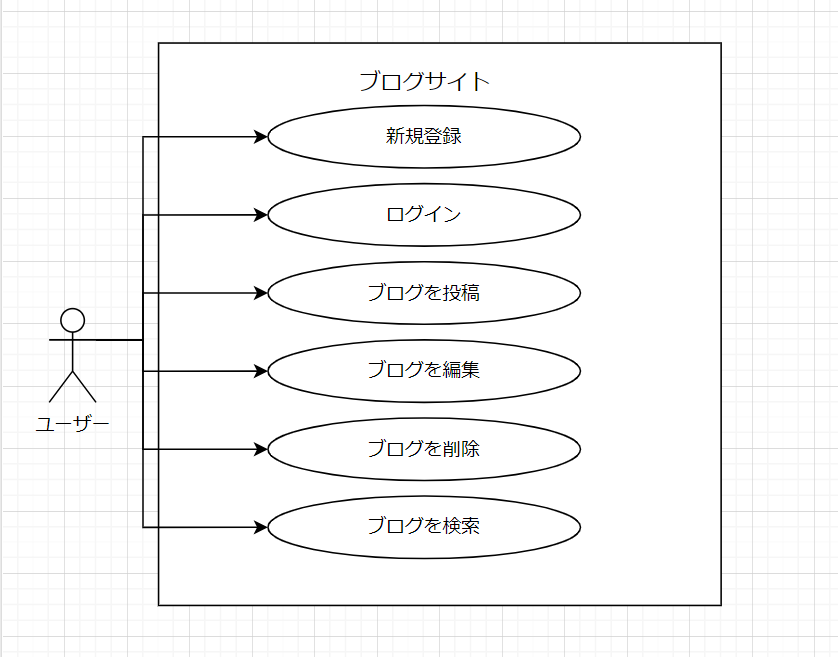 ブログサイト
新規登録
ログイン
ブログを投稿
ブログを編集
ブログを削除
ブログを検索
ユーザー